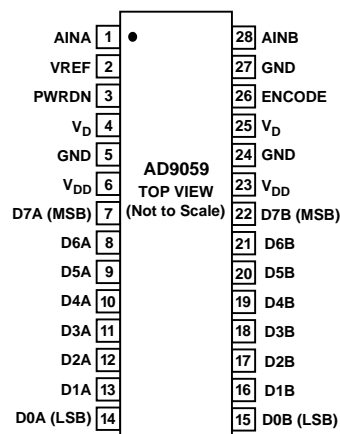 AINA 1 28 AINB
VREF 2 27 GND
PWRDN 3 26 ENCODE
VD 4 25 VD
GND 5 24 GND
VDD 6 23 VDD
AD9059
TOP VIEW
(Not to Scale)
D7A (MSB) 7 22 D7B (MSB)
D6A 8 21 D6B
D5A 9 20 D5B
D4A 10 19 D4B
D3A 11 18 D3B
D2A 12 17 D2B
D1A 13 16 D1B
D0A (LSB) 14 15 D0B (LSB)